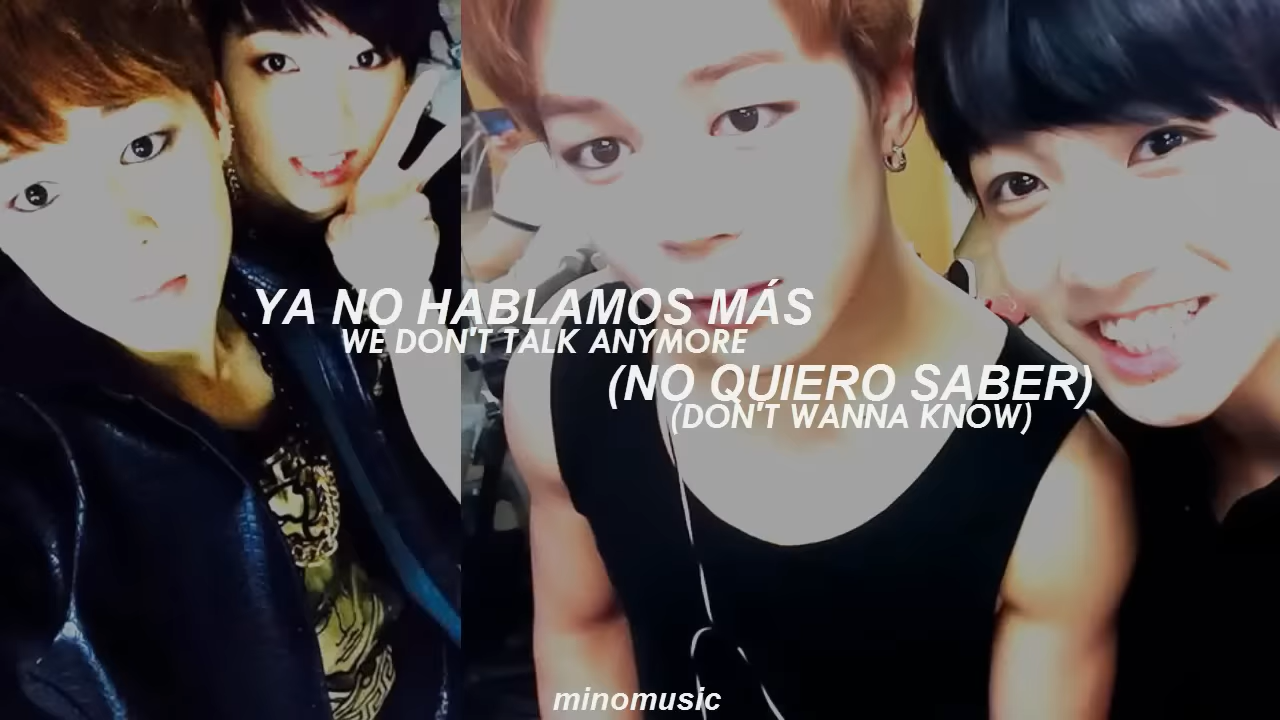 YA NO HABLAMOS MÁS
WE DON'T TALK ANYMORE
(NO QUIERO SABER)
(DON'T WANNA KNOW)
minomusic